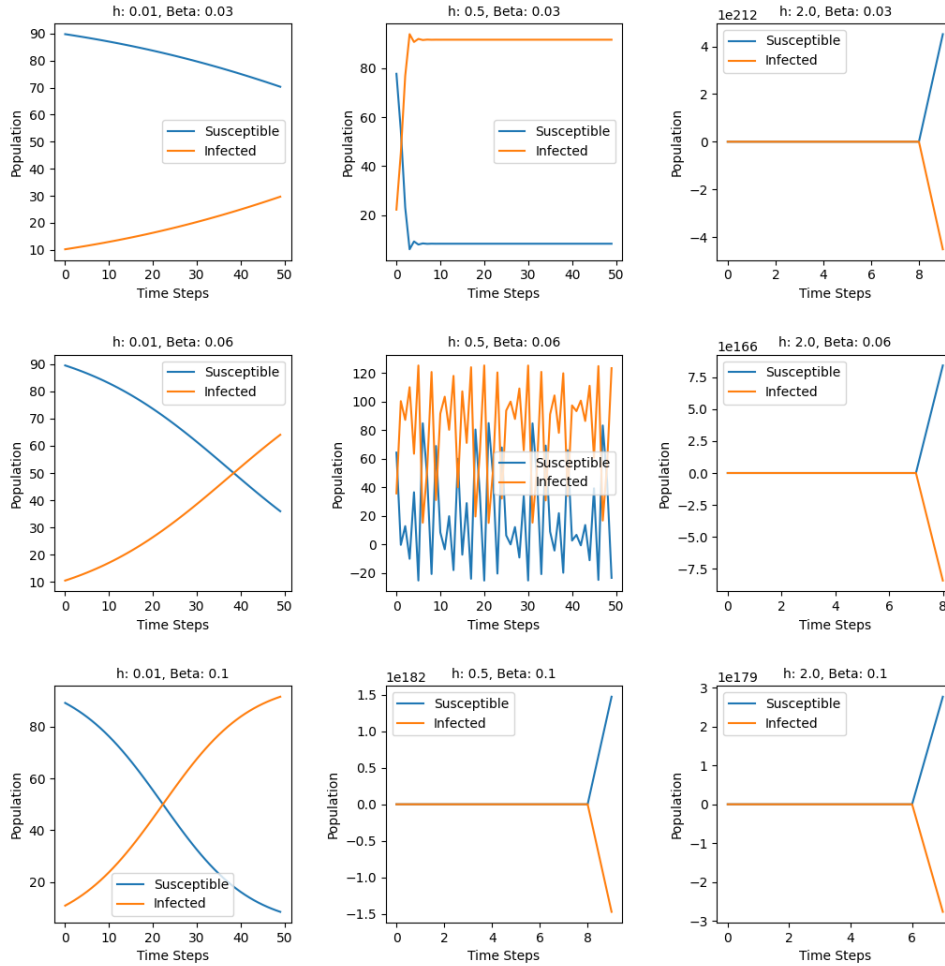 h: 0.01, Beta: 0.03
Population
90
80
70
60
50
40
30
20
10
Susceptible
Infected
0 10 20 30 40 50
Time Steps
h: 0.5, Beta: 0.03
Population
80
60
40
20
Susceptible
Infected
0 10 20 30 40 50
Time Steps
h: 2.0, Beta: 0.03
1e212
Population
4
2
0
−2
−4
Susceptible
Infected
0 2 4 6 8
Time Steps
h: 0.01, Beta: 0.06
Population
90
80
70
60
50
40
30
20
10
Susceptible
Infected
0 10 20 30 40 50
Time Steps
h: 0.5, Beta: 0.06
Population
120
100
80
60
40
20
0
−20
Susceptible
Infected
0 10 20 30 40 50
Time Steps
h: 2.0, Beta: 0.06
1e166
Population
7.5
5.0
2.5
0.0
−2.5
−5.0
−7.5
Susceptible
Infected
0 2 4 6 8
Time Steps
h: 0.01, Beta: 0.1
Population
80
60
40
20
Susceptible
Infected
0 10 20 30 40 50
Time Steps
h: 0.5, Beta: 0.1
1e182
Population
1.5
1.0
0.5
0.0
−0.5
−1.0
−1.5
Susceptible
Infected
0 2 4 6 8
Time Steps
h: 2.0, Beta: 0.1
1e179
Population
3
2
1
0
−1
−2
−3
Susceptible
Infected
0 2 4 6
Time Steps